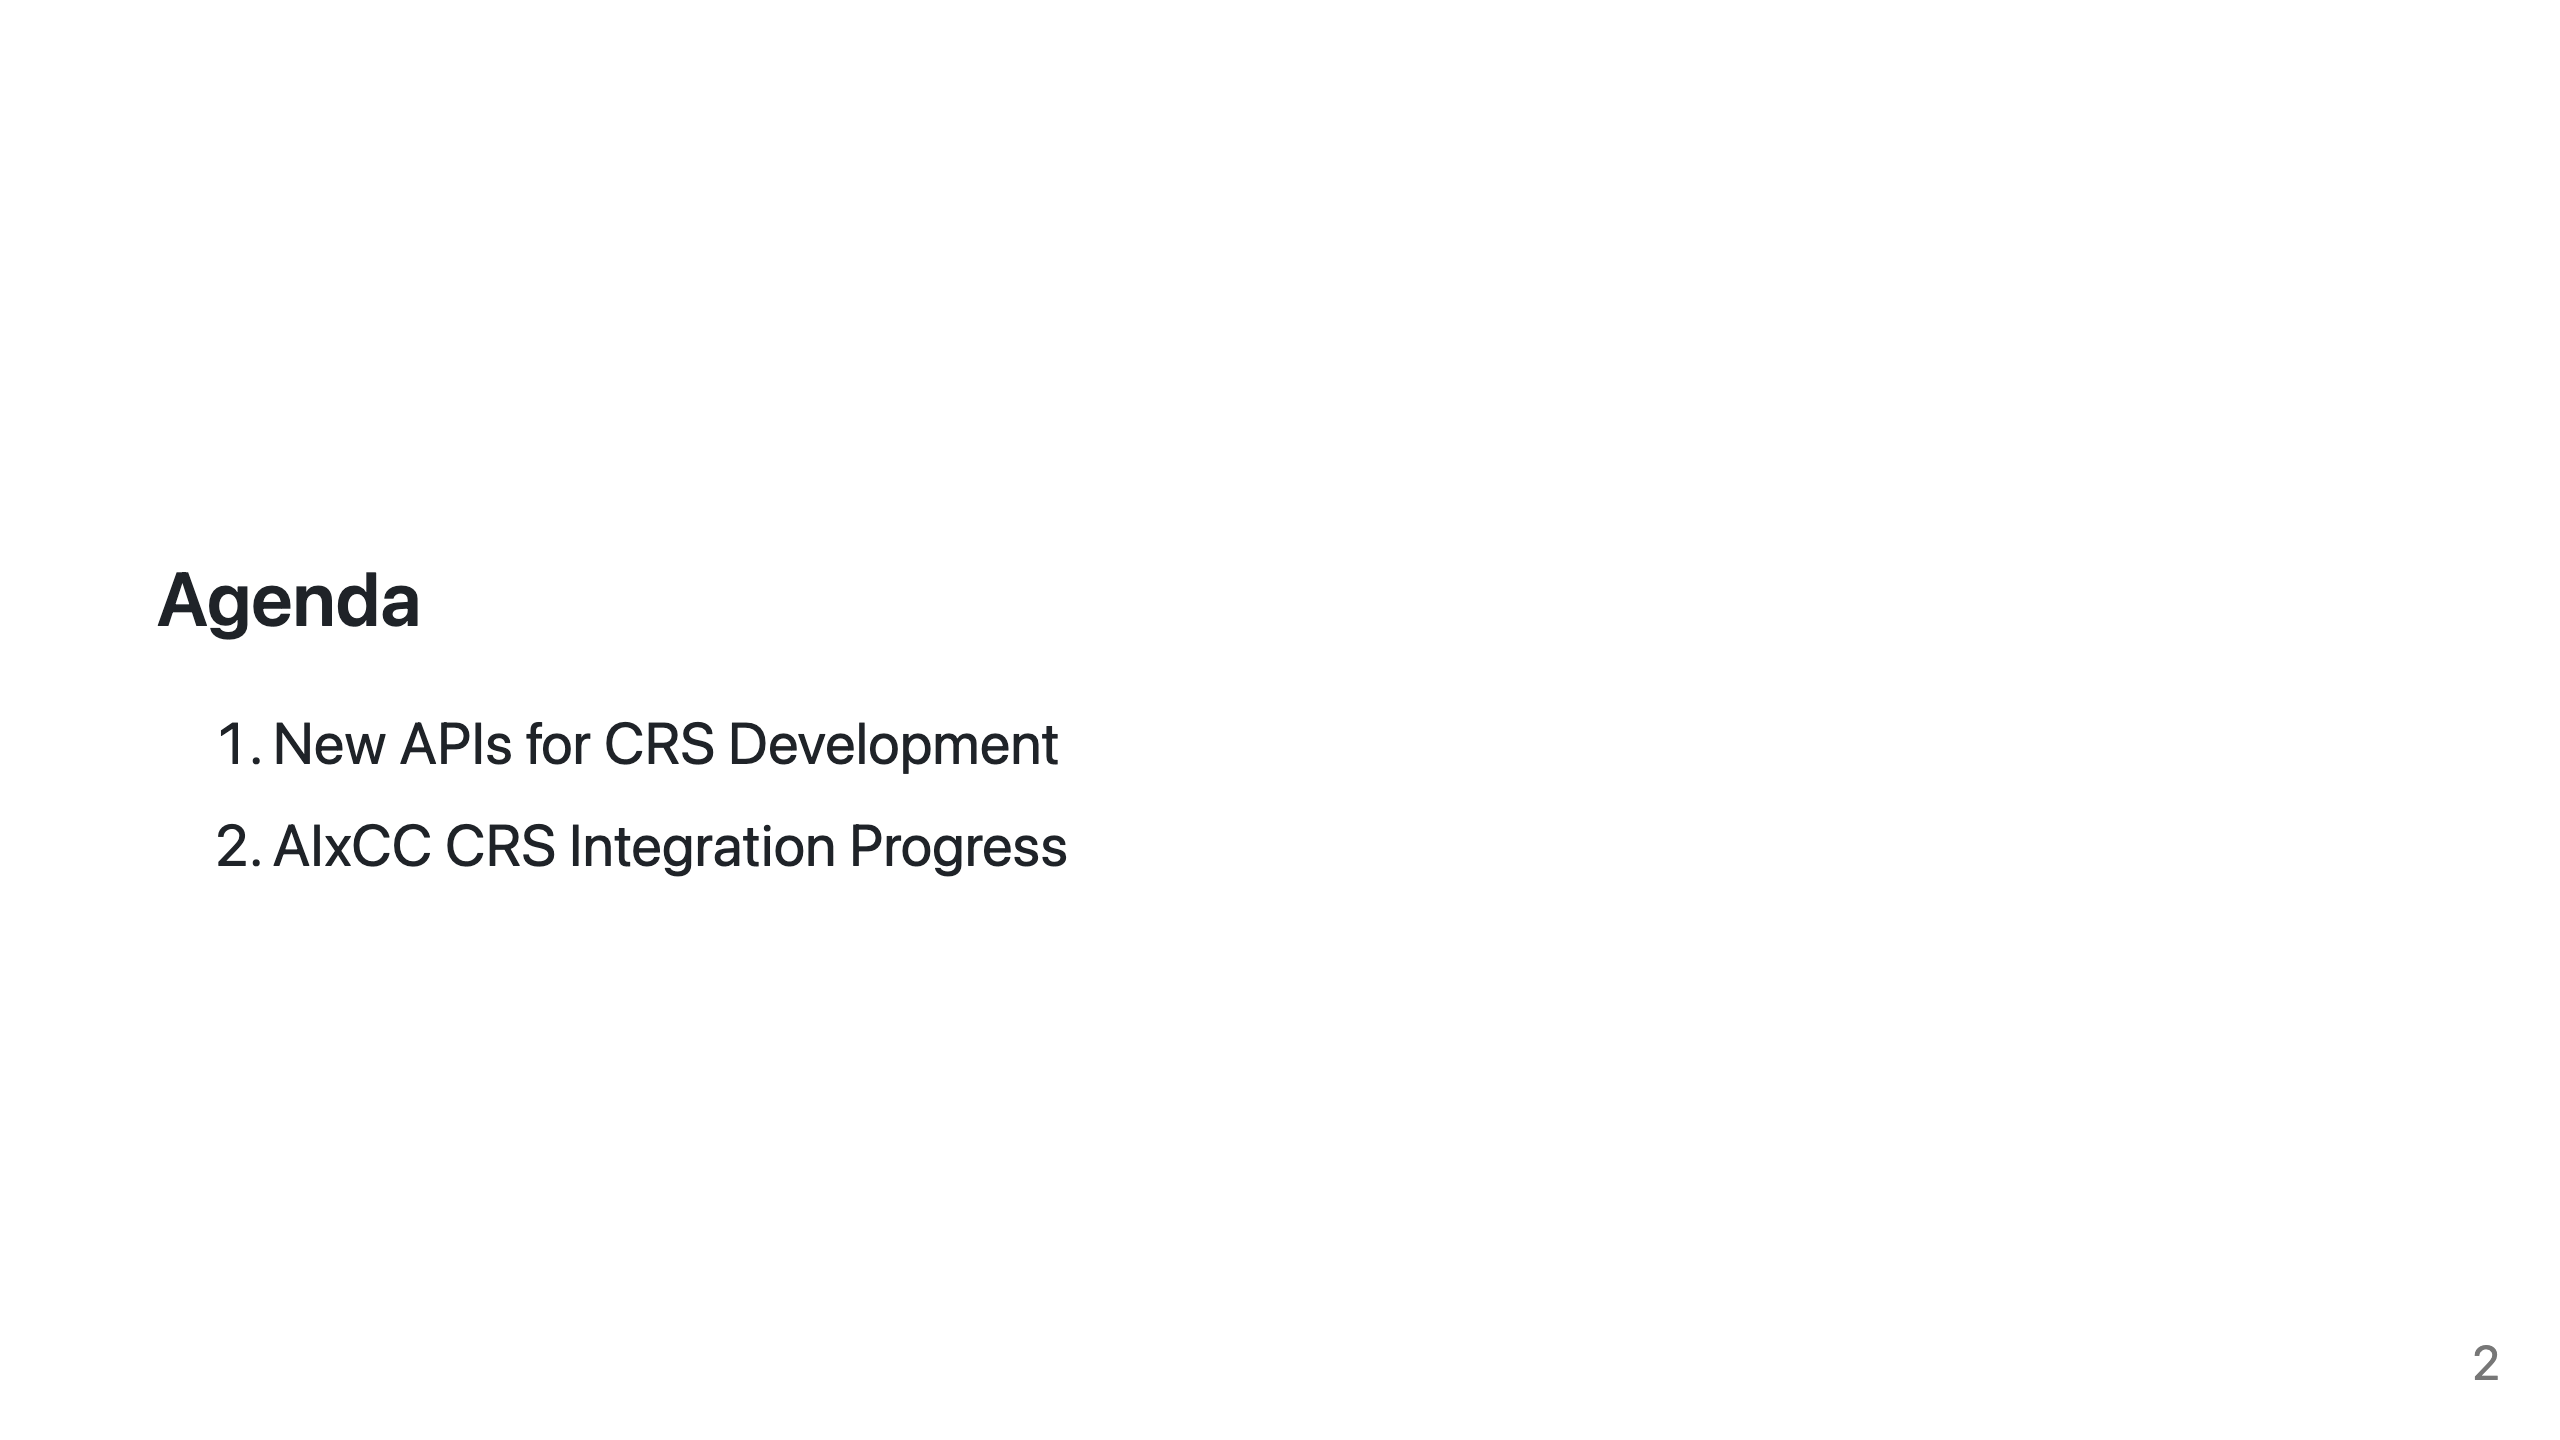 Agenda
1. New APIs for CRS Development
2. AIxCC CRS Integration Progress
2